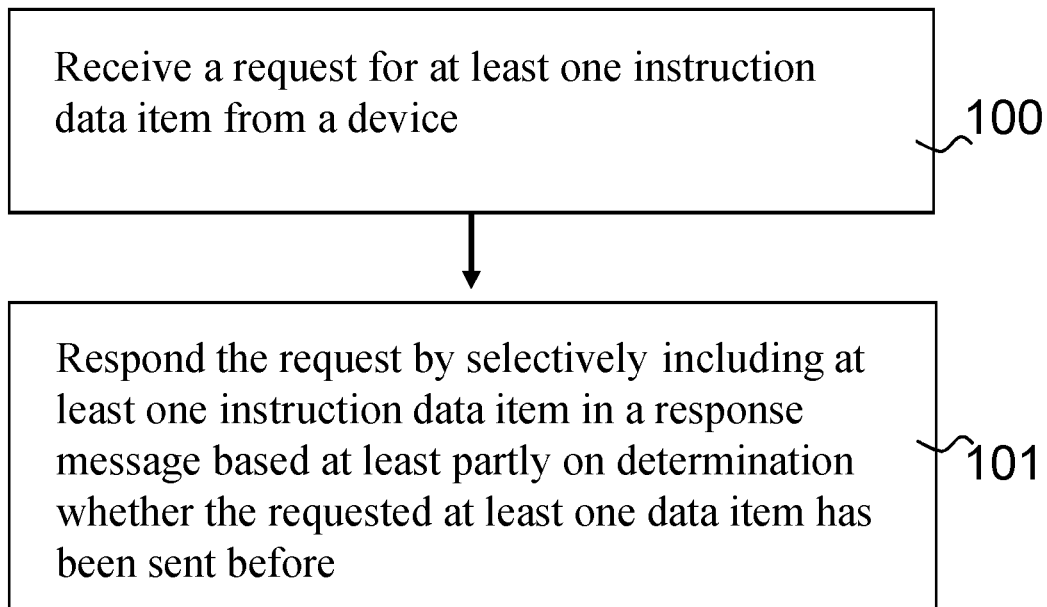 Receive a request for at least one instruction
data item from a device
100
Respond the request by selectively including at
least one instruction data item in a response
message based at least partly on determination
whether the requested at least one data item has
been sent before
101